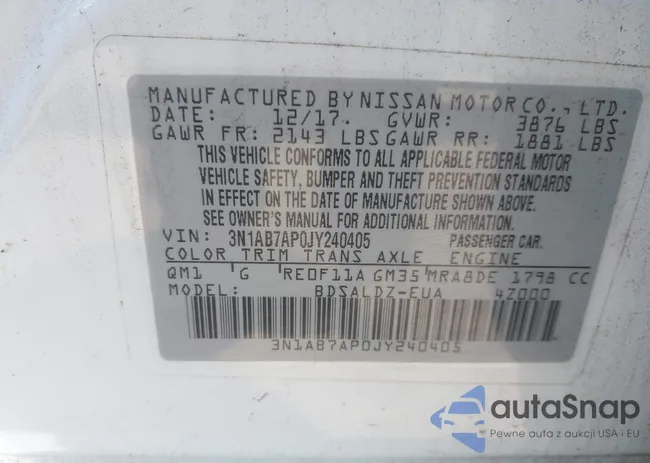 MANUFACTURED BY NISSAN MOTOR CO., LTD.
DATE: 12/17. GVWR: 3876 LBS
GAWR FR: 2143 LBS GAWR RR: 1881 LBS
THIS VEHICLE CONFORMS TO ALL APPLICABLE FEDERAL MOTOR
VEHICLE SAFETY, BUMPER AND THEFT PREVENTION STANDARDS
IN EFFECT ON THE DATE OF MANUFACTURE SHOWN ABOVE.
SEE OWNER'S MANUAL FOR ADDITIONAL INFORMATION.
VIN: 3N1AB7AP0JY240405 PASSENGER CAR.
COLOR TRIM TRANS AXLE ENGINE
QM1 G RE0F11A GM35 MRA8DE 1798 CC
MODEL: BDSALDZ-EUA 4Z000
3N1AB7AP0JY240405
autoSnap
Pewne auta z aukcji USA i EU